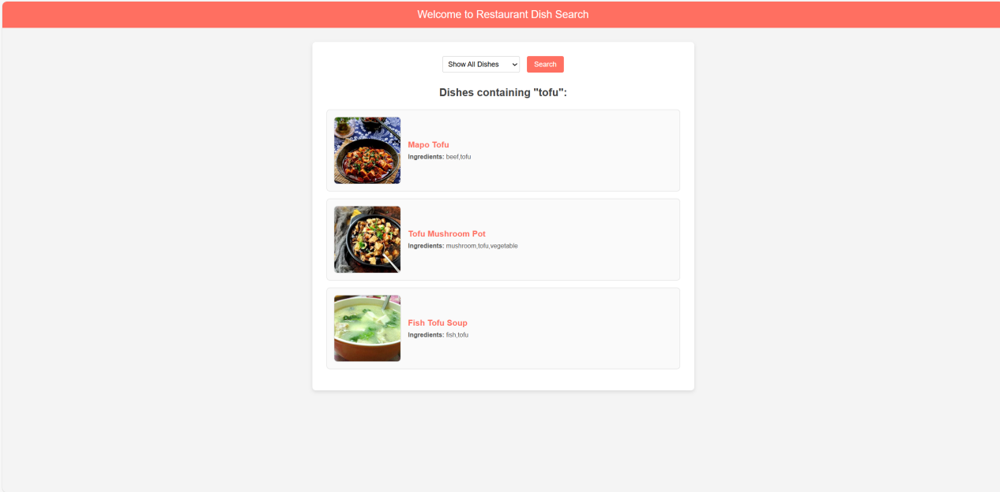 Welcome to Restaurant Dish Search
Show All Dishes
Search
Dishes containing "tofu":
Mapo Tofu
Ingredients: beef,tofu
Tofu Mushroom Pot
Ingredients: mushroom,tofu,vegetable
Fish Tofu Soup
Ingredients: fish,tofu